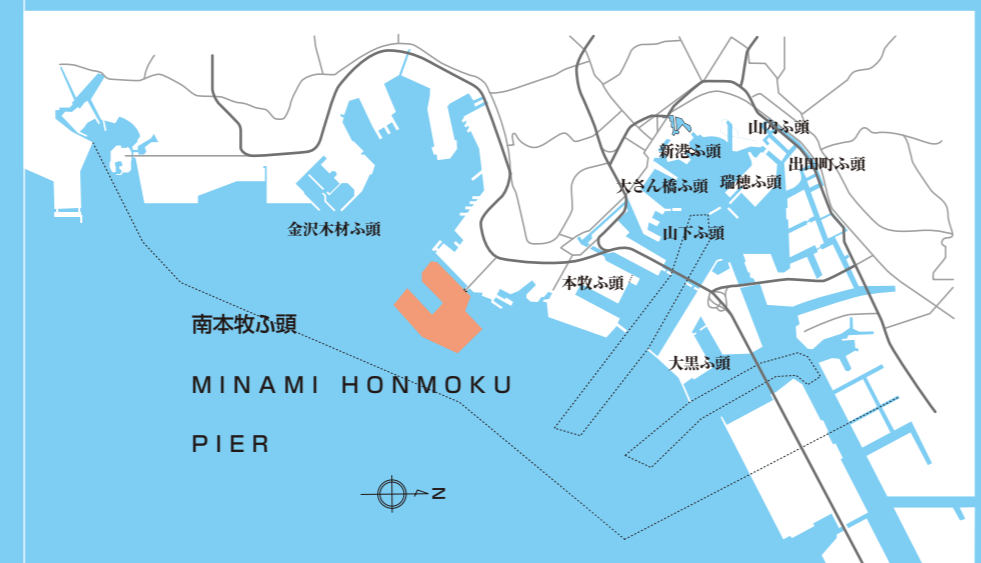 山内ふ頭
新港ふ頭
出田町ふ頭
大さん橋ふ頭
瑞穂ふ頭
金沢木材ふ頭
山下ふ頭
本牧ふ頭
南本牧ふ頭
大黒ふ頭
MINAMI HONMOKU
PIER
N